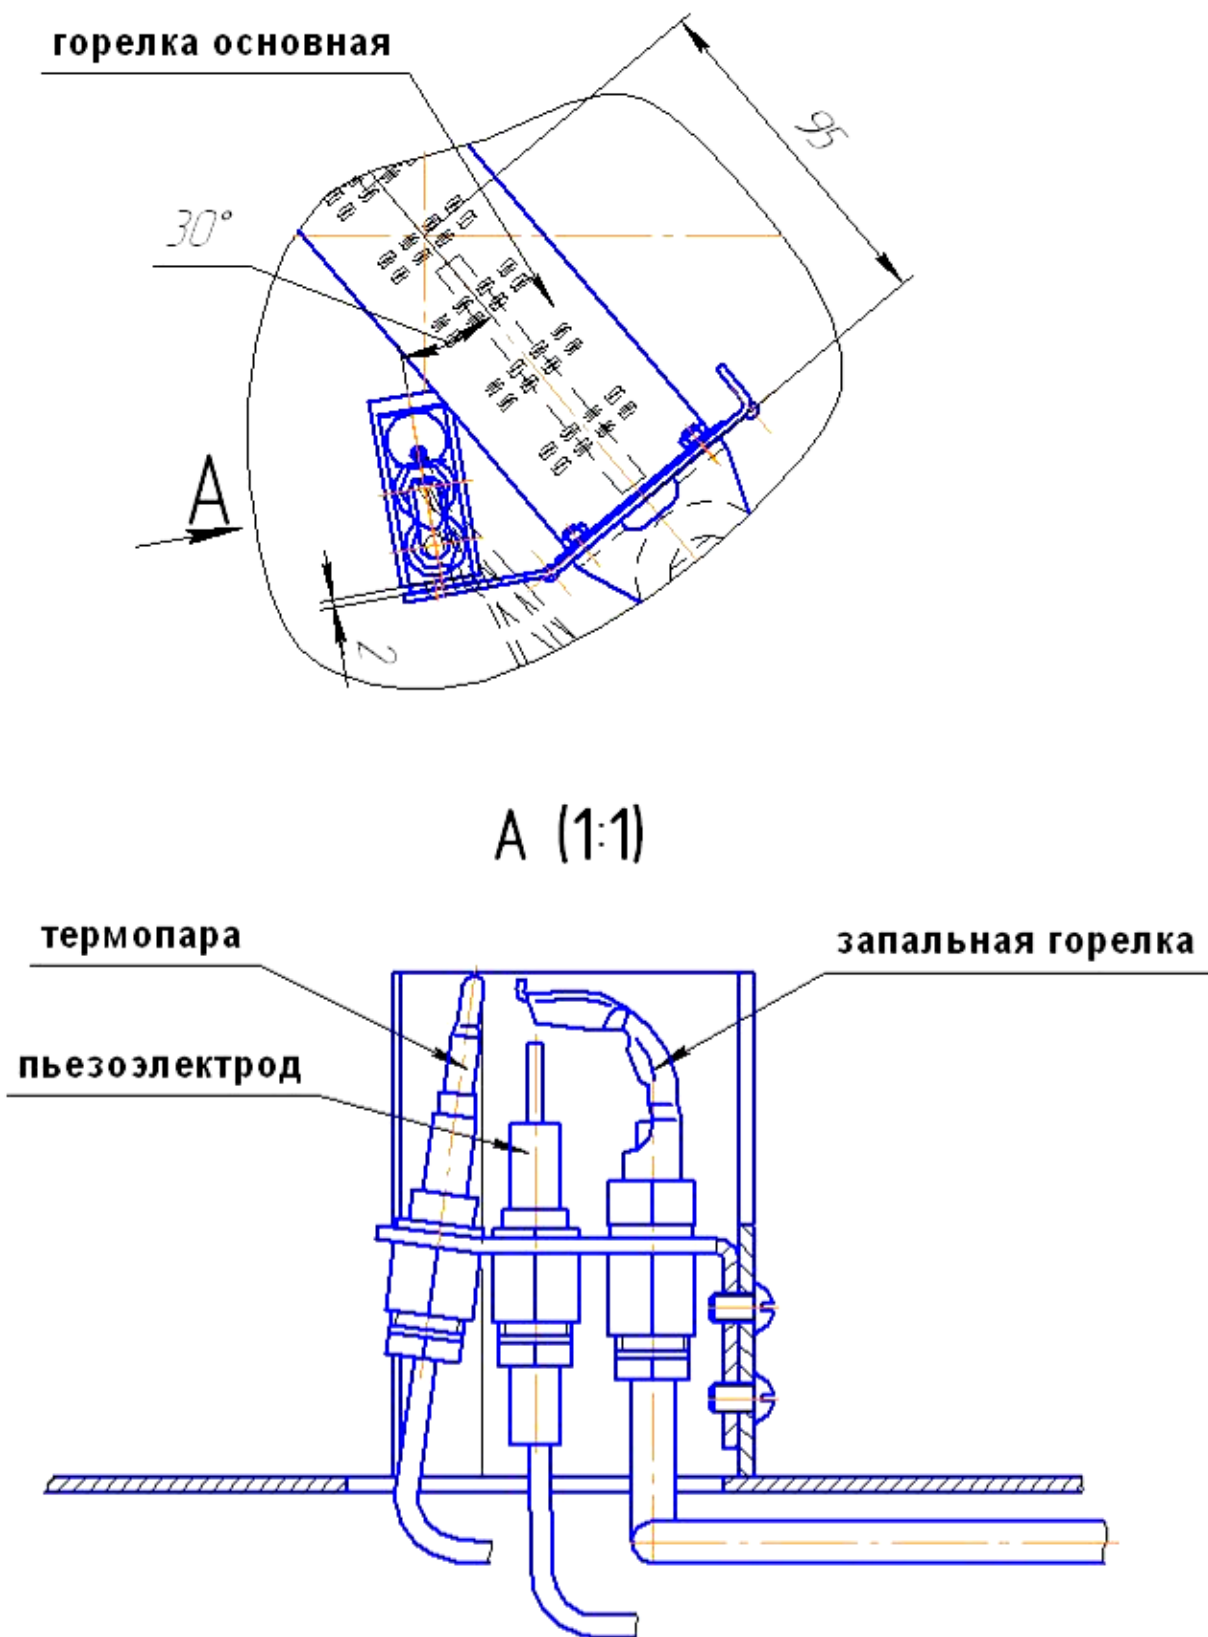 горелка основная
95
30°
А
2
А (1:1)
термопара
запальная горелка
пьезоэлектрод